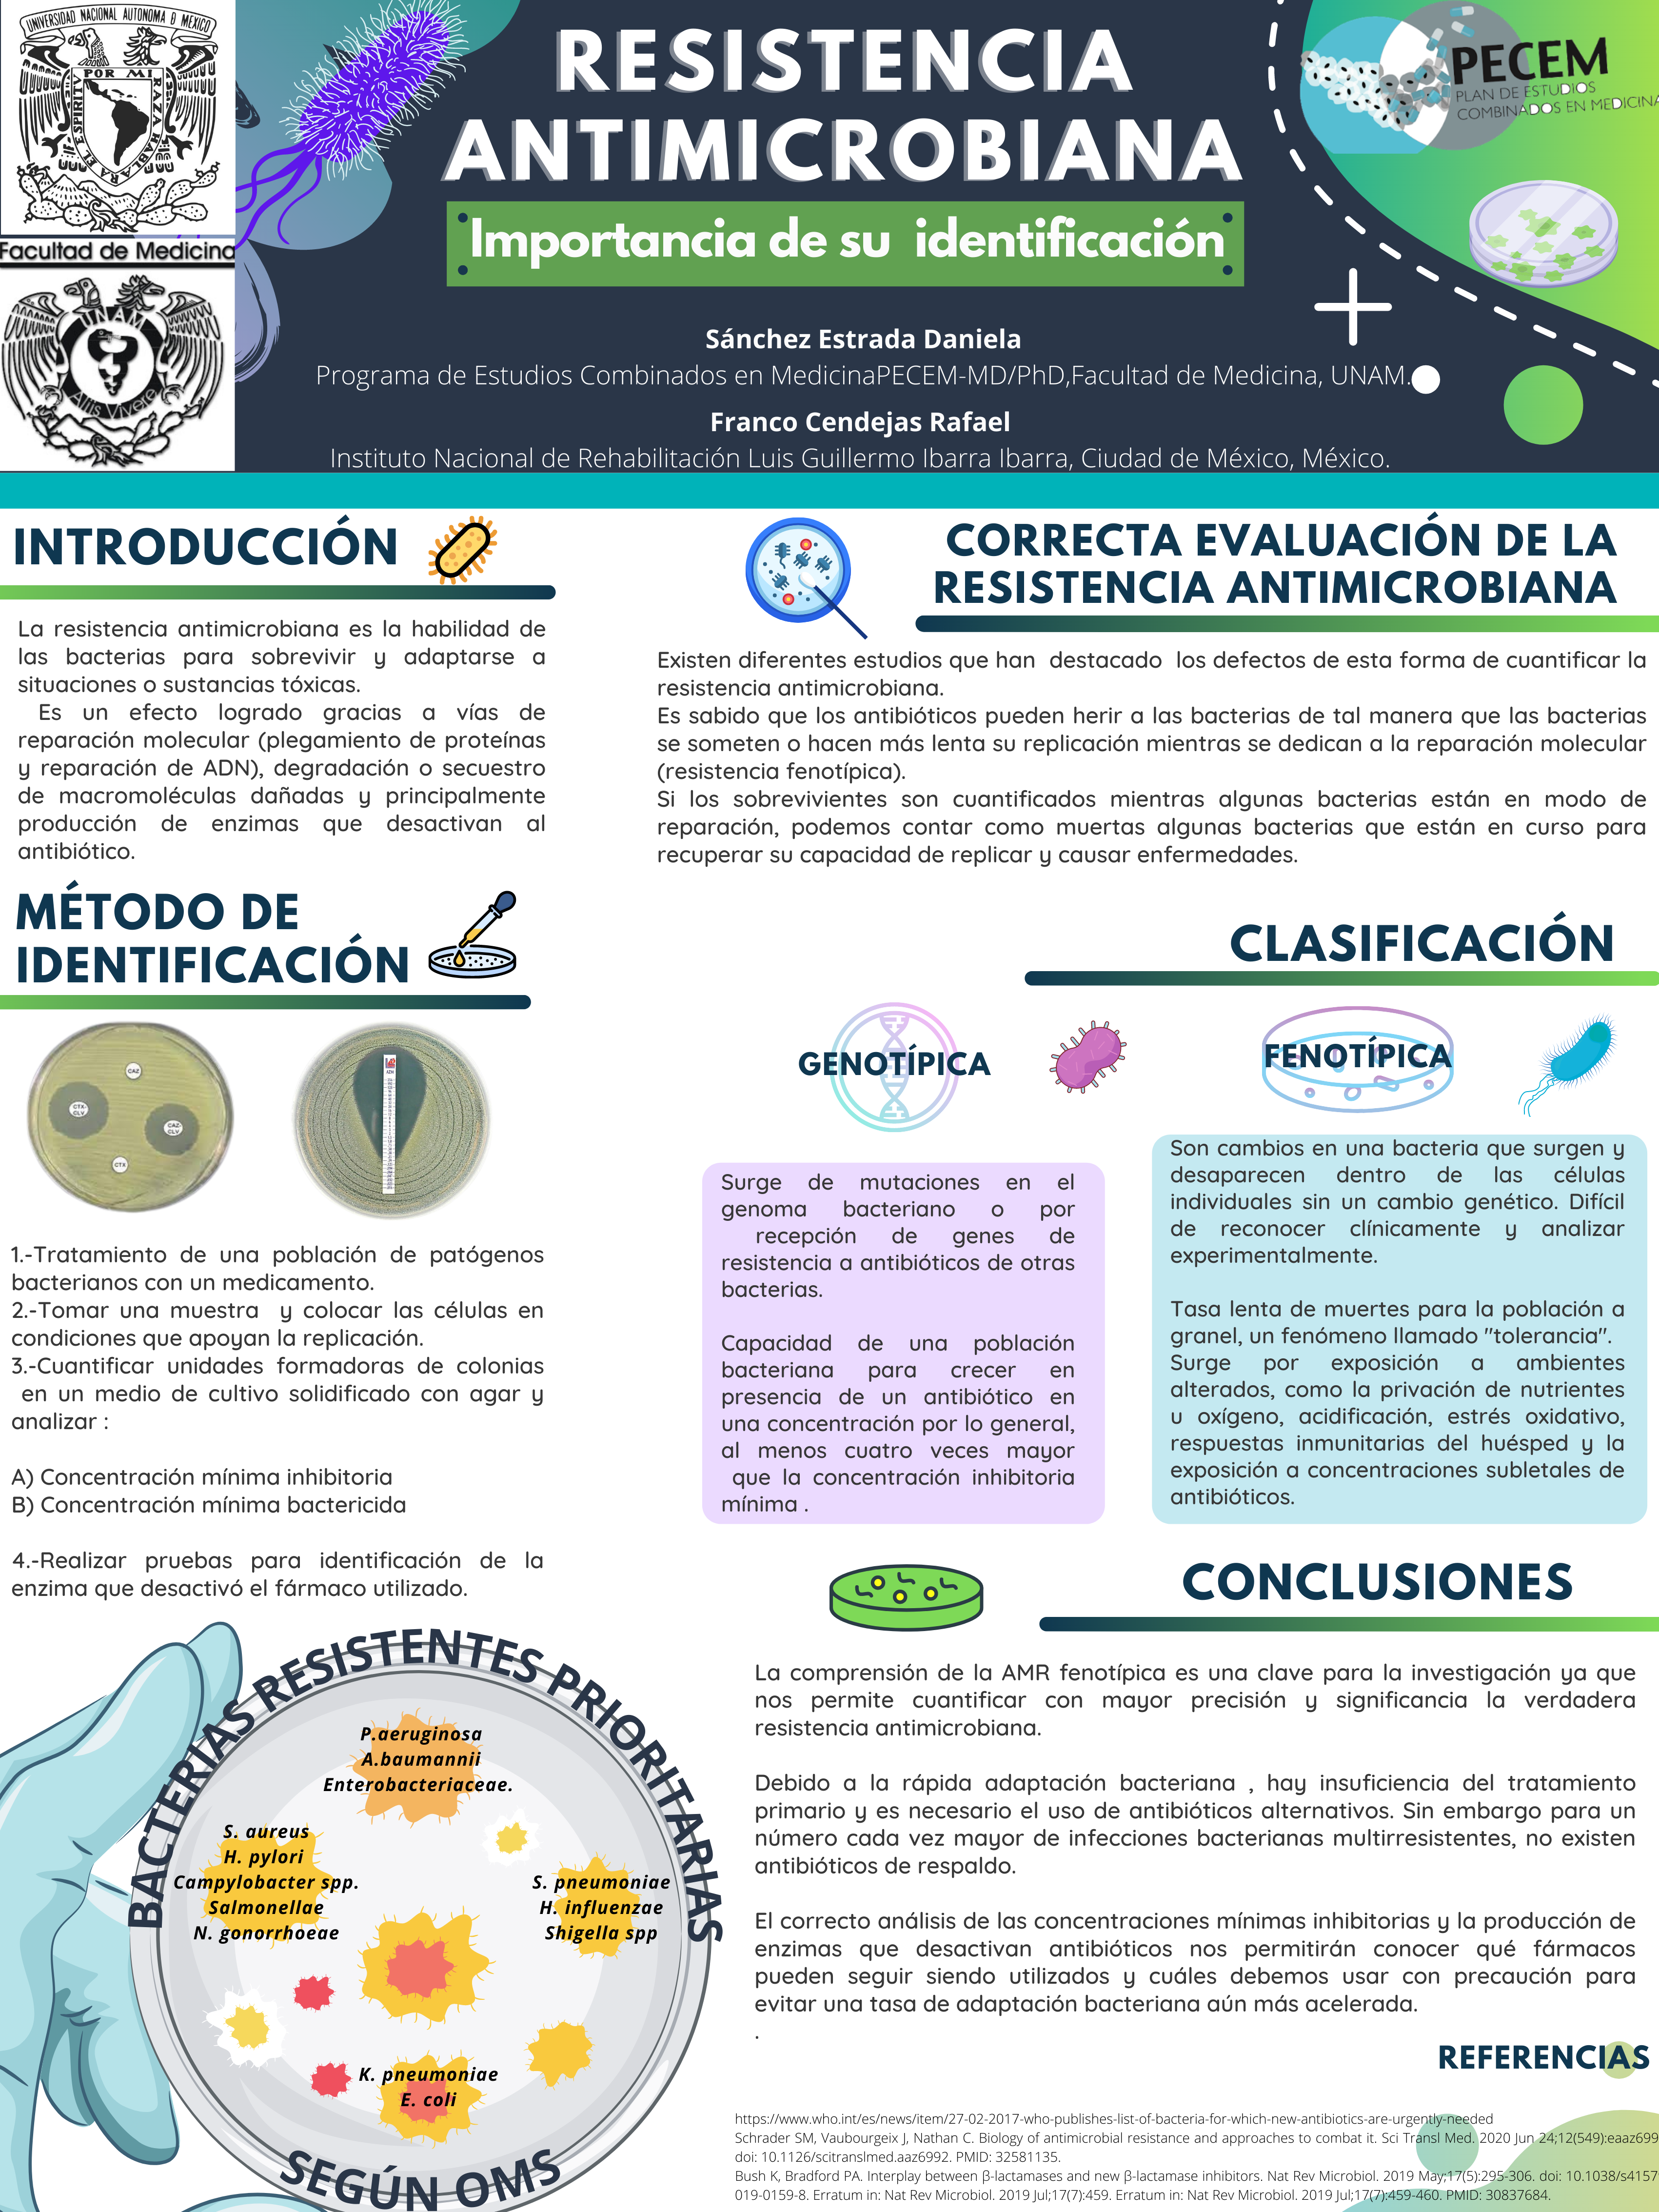 UNIVERSIDAD NACIONAL AUTONOMA DE MEXICO
POR MI RAZA HABLARA EL ESPIRITU
Facultad de Medicina
UNAM
Aliis Vivere
RESISTENCIA
ANTIMICROBIANA
Importancia de su identificación
PECEM
PLAN DE ESTUDIOS
COMBINADOS EN MEDICINA
Sánchez Estrada Daniela
Programa de Estudios Combinados en MedicinaPECEM-MD/PhD,Facultad de Medicina, UNAM.
Franco Cendejas Rafael
Instituto Nacional de Rehabilitación Luis Guillermo Ibarra Ibarra, Ciudad de México, México.
INTRODUCCIÓN
La resistencia antimicrobiana es la habilidad de
las bacterias para sobrevivir y adaptarse a
situaciones o sustancias tóxicas.
Es un efecto logrado gracias a vías de
reparación molecular (plegamiento de proteínas
y reparación de ADN), degradación o secuestro
de macromoléculas dañadas y principalmente
producción de enzimas que desactivan al
antibiótico.
MÉTODO DE
IDENTIFICACIÓN
CAZ
CTX-
CLV
CAZ-
CLV
CTX
1.-Tratamiento de una población de patógenos
bacterianos con un medicamento.
2.-Tomar una muestra y colocar las células en
condiciones que apoyan la replicación.
3.-Cuantificar unidades formadoras de colonias
en un medio de cultivo solidificado con agar y
analizar :
A) Concentración mínima inhibitoria
B) Concentración mínima bactericida
4.-Realizar pruebas para identificación de la
enzima que desactivó el fármaco utilizado.
BACTERIAS RESISTENTES PRIORITARIAS
P.aeruginosa
A.baumannii
Enterobacteriaceae.
S. aureus
H. pylori
Campylobacter spp.
Salmonellae
N. gonorrhoeae
S. pneumoniae
H. influenzae
Shigella spp
K. pneumoniae
E. coli
SEGÚN OMS
CORRECTA EVALUACIÓN DE LA
RESISTENCIA ANTIMICROBIANA
Existen diferentes estudios que han destacado los defectos de esta forma de cuantificar la
resistencia antimicrobiana.
Es sabido que los antibióticos pueden herir a las bacterias de tal manera que las bacterias
se someten o hacen más lenta su replicación mientras se dedican a la reparación molecular
(resistencia fenotípica).
Si los sobrevivientes son cuantificados mientras algunas bacterias están en modo de
reparación, podemos contar como muertas algunas bacterias que están en curso para
recuperar su capacidad de replicar y causar enfermedades.
CLASIFICACIÓN
GENOTÍPICA
Surge de mutaciones en el
genoma bacteriano o por
recepción de genes de
resistencia a antibióticos de otras
bacterias.
Capacidad de una población
bacteriana para crecer en
presencia de un antibiótico en
una concentración por lo general,
al menos cuatro veces mayor
que la concentración inhibitoria
mínima .
FENOTÍPICA
Son cambios en una bacteria que surgen y
desaparecen dentro de las células
individuales sin un cambio genético. Difícil
de reconocer clínicamente y analizar
experimentalmente.
Tasa lenta de muertes para la población a
granel, un fenómeno llamado "tolerancia".
Surge por exposición a ambientes
alterados, como la privación de nutrientes
u oxígeno, acidificación, estrés oxidativo,
respuestas inmunitarias del huésped y la
exposición a concentraciones subletales de
antibióticos.
CONCLUSIONES
La comprensión de la AMR fenotípica es una clave para la investigación ya que
nos permite cuantificar con mayor precisión y significancia la verdadera
resistencia antimicrobiana.
Debido a la rápida adaptación bacteriana , hay insuficiencia del tratamiento
primario y es necesario el uso de antibióticos alternativos. Sin embargo para un
número cada vez mayor de infecciones bacterianas multirresistentes, no existen
antibióticos de respaldo.
El correcto análisis de las concentraciones mínimas inhibitorias y la producción de
enzimas que desactivan antibióticos nos permitirán conocer qué fármacos
pueden seguir siendo utilizados y cuáles debemos usar con precaución para
evitar una tasa de adaptación bacteriana aún más acelerada.
.
REFERENCIAS
https://www.who.int/es/news/item/27-02-2017-who-publishes-list-of-bacteria-for-which-new-antibiotics-are-urgently-needed
Schrader SM, Vaubourgeix J, Nathan C. Biology of antimicrobial resistance and approaches to combat it. Sci Transl Med. 2020 Jun 24;12(549):eaaz699
doi: 10.1126/scitranslmed.aaz6992. PMID: 32581135.
Bush K, Bradford PA. Interplay between β-lactamases and new β-lactamase inhibitors. Nat Rev Microbiol. 2019 May;17(5):295-306. doi: 10.1038/s4157
019-0159-8. Erratum in: Nat Rev Microbiol. 2019 Jul;17(7):459. Erratum in: Nat Rev Microbiol. 2019 Jul;17(7):459-460. PMID: 30837684.